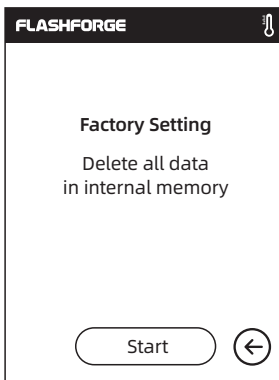 FLASHFORGE
Factory Setting
Delete all data
in internal memory
Start